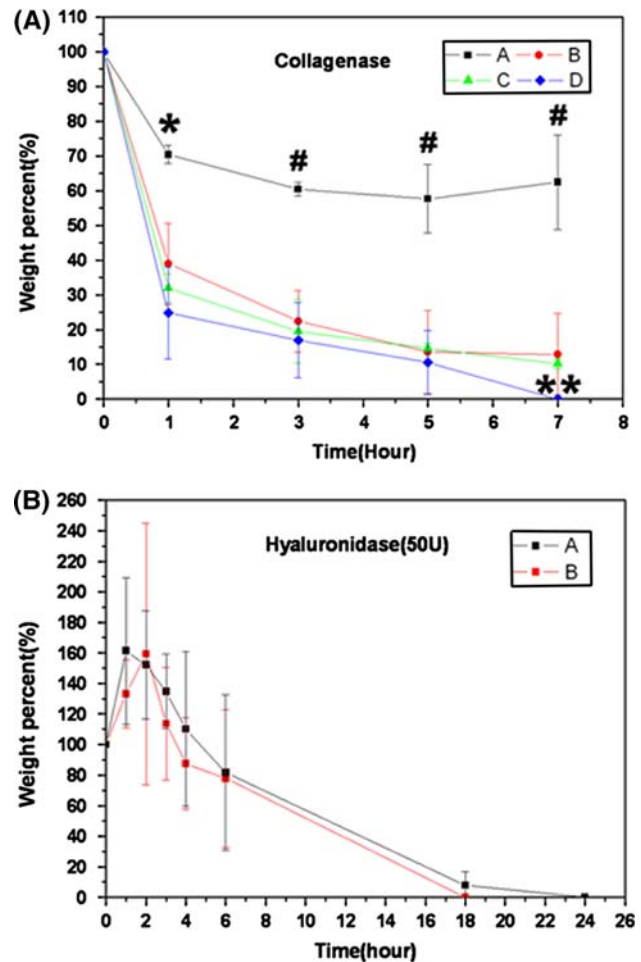 (A)
Collagenase
A B
C D
110
100
90
80
70
60
50
40
30
20
10
0
Weight percent(%)
*
#
#
#
**
0 1 2 3 4 5 6 7 8
Time(Hour)
(B)
Hyaluronidase(50U)
A
B
260
240
220
200
180
160
140
120
100
80
60
40
20
0
Weight percent(%)
0 2 4 6 8 10 12 14 16 18 20 22 24 26
Time(hour)